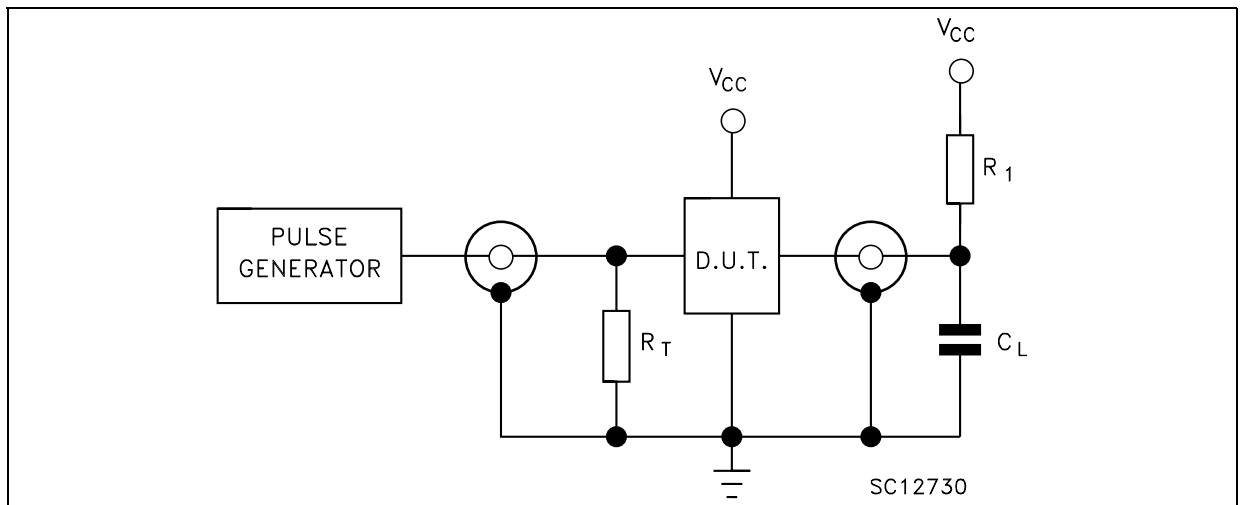 VCC
VCC
R1
PULSE
GENERATOR
D.U.T.
RT
CL
SC12730